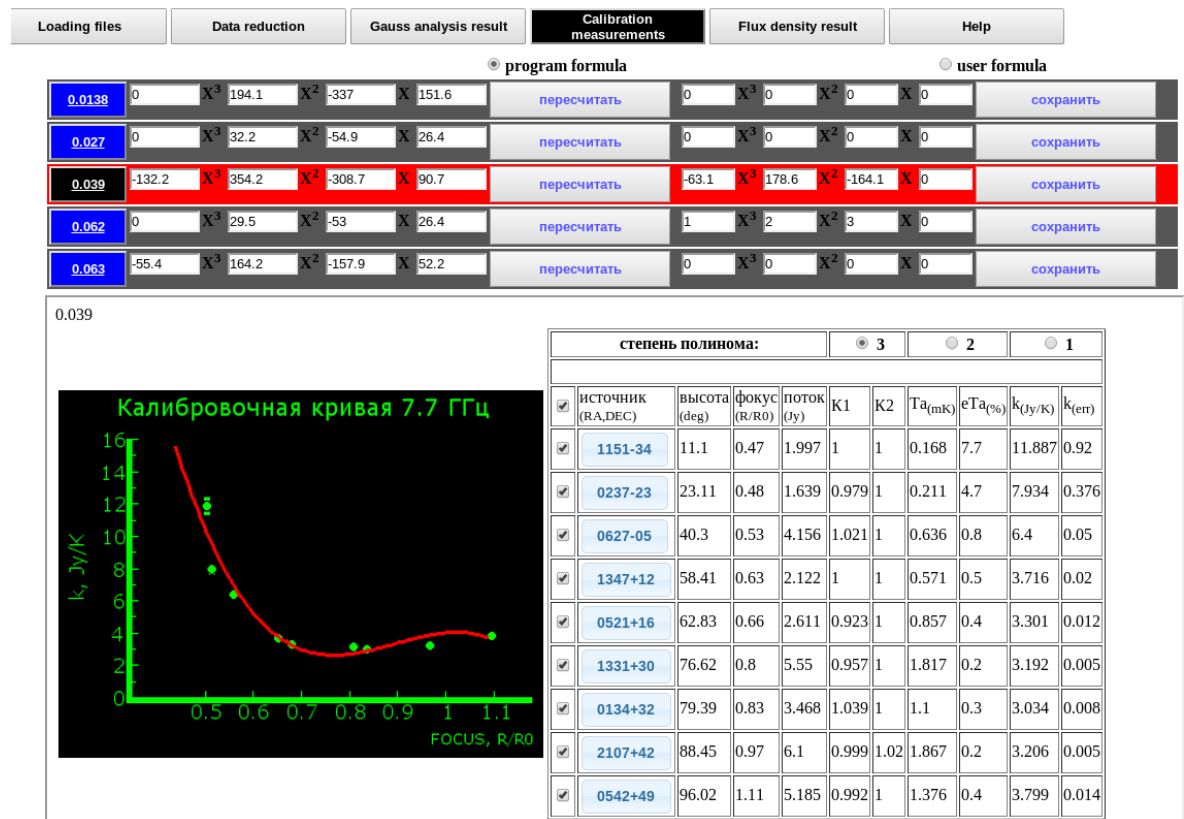 Loading files Data reduction Gauss analysis result Calibration measurements Flux density result Help
program formula user formula
0.0138 0 X³ 194.1 X² -337 X 151.6 пересчитать 0 X³ 0 X² 0 X 0 сохранить
0.027 0 X³ 32.2 X² -54.9 X 26.4 пересчитать 0 X³ 0 X² 0 X 0 сохранить
0.039 -132.2 X³ 354.2 X² -308.7 X 90.7 пересчитать -63.1 X³ 178.6 X² -164.1 X 0 сохранить
0.062 0 X³ 29.5 X² -53 X 26.4 пересчитать 1 X³ 2 X² 3 X 0 сохранить
0.063 -55.4 X³ 164.2 X² -157.9 X 52.2 пересчитать 0 X³ 0 X² 0 X 0 сохранить
0.039
Калибровочная кривая 7.7 ГГц
k, Jy/K
16
14
12
10
8
6
4
2
0
0.5 0.6 0.7 0.8 0.9 1 1.1
FOCUS, R/R0
степень полинома: 3 2 1
источник (RA,DEC) высота (deg) фокус (R/R0) поток (Jy) K1 K2 Ta(mK) eTa(%) k(Jy/K) k(err)
1151-34 11.1 0.47 1.997 1 1 0.168 7.7 11.887 0.92
0237-23 23.11 0.48 1.639 0.979 1 0.211 4.7 7.934 0.376
0627-05 40.3 0.53 4.156 1.021 1 0.636 0.8 6.4 0.05
1347+12 58.41 0.63 2.122 1 1 0.571 0.5 3.716 0.02
0521+16 62.83 0.66 2.611 0.923 1 0.857 0.4 3.301 0.012
1331+30 76.62 0.8 5.55 0.957 1 1.817 0.2 3.192 0.005
0134+32 79.39 0.83 3.468 1.039 1 1.1 0.3 3.034 0.008
2107+42 88.45 0.97 6.1 0.999 1.02 1.867 0.2 3.206 0.005
0542+49 96.02 1.11 5.185 0.992 1 1.376 0.4 3.799 0.014